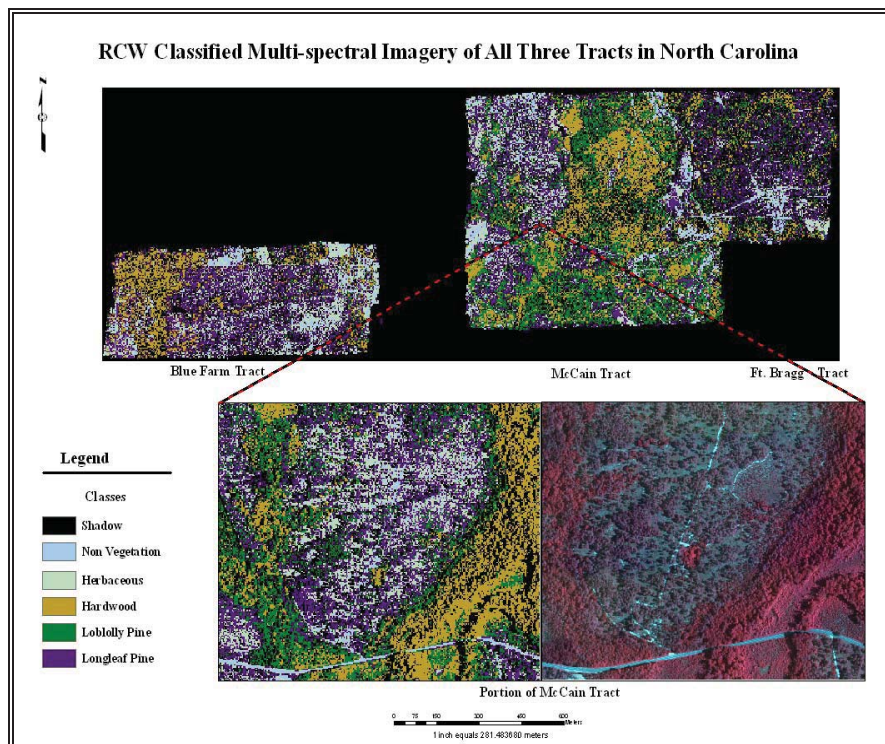 RCW Classified Multi-spectral Imagery of All Three Tracts in North Carolina
N
Blue Farm Tract
McCain Tract
Ft. Bragg Tract
Legend
Classes
Shadow
Non Vegetation
Herbaceous
Hardwood
Loblolly Pine
Longleaf Pine
Portion of McCain Tract
0 75 150 300 450 600
Meters
1 inch equals 281.483680 meters